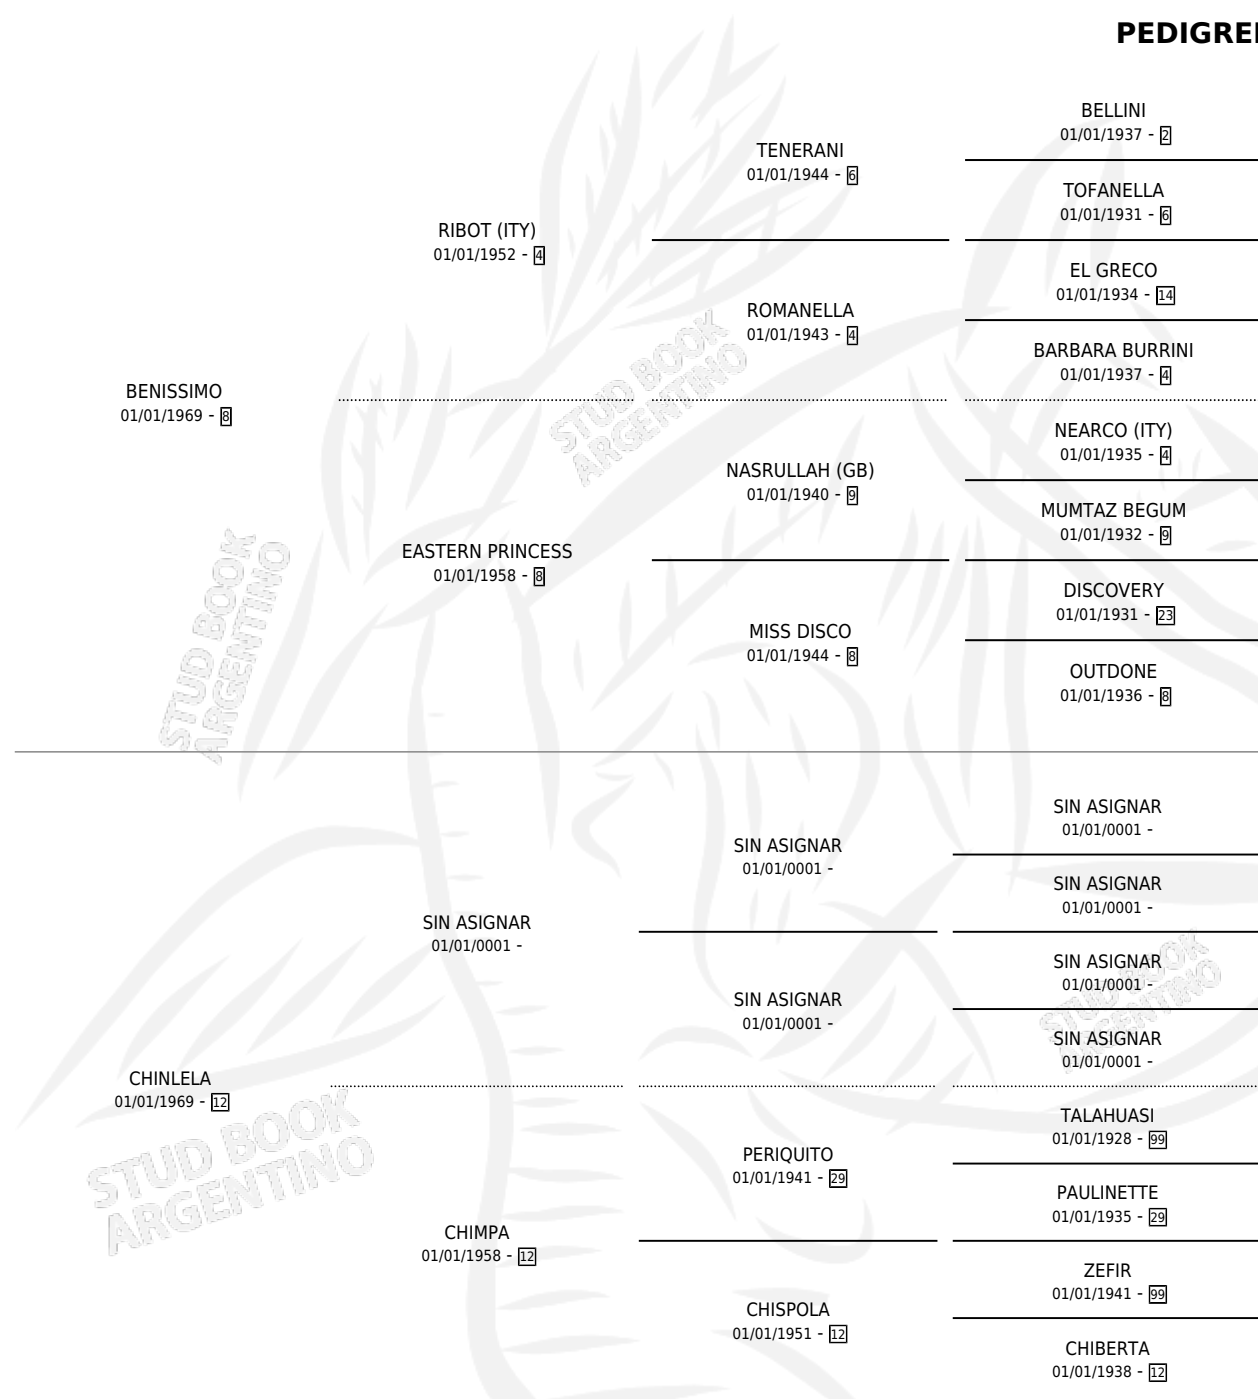 PEDIGREE
BELLINI
01/01/1937 - 2
TENERANI
01/01/1944 - 6
TOFANELLA
01/01/1931 - 6
RIBOT (ITY)
01/01/1952 - 4
EL GRECO
01/01/1934 - 14
ROMANELLA
01/01/1943 - 4
BARBARA BURRINI
01/01/1937 - 4
BENISSIMO
01/01/1969 - 8
NEARCO (ITY)
01/01/1935 - 4
NASRULLAH (GB)
01/01/1940 - 9
MUMTAZ BEGUM
01/01/1932 - 9
EASTERN PRINCESS
01/01/1958 - 8
DISCOVERY
01/01/1931 - 23
MISS DISCO
01/01/1944 - 8
OUTDONE
01/01/1936 - 8
SIN ASIGNAR
01/01/0001 -
SIN ASIGNAR
01/01/0001 -
SIN ASIGNAR
01/01/0001 -
SIN ASIGNAR
01/01/0001 -
SIN ASIGNAR
01/01/0001 -
SIN ASIGNAR
01/01/0001 -
SIN ASIGNAR
01/01/0001 -
CHINLELA
01/01/1969 - 12
TALAHUASI
01/01/1928 - 99
PERIQUITO
01/01/1941 - 29
PAULINETTE
01/01/1935 - 29
CHIMPA
01/01/1958 - 12
ZEFIR
01/01/1941 - 99
CHISPOLA
01/01/1951 - 12
CHIBERTA
01/01/1938 - 12
STUD BOOK
ARGENTINO
STUD BOOK
ARGENTINO
STUD BOOK
ARGENTINO
STUD BOOK
ARGENTINO